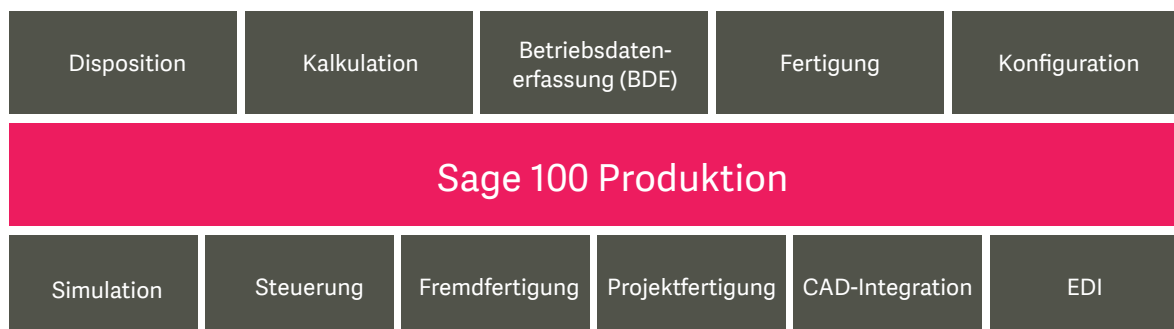 Disposition
Kalkulation
Betriebsdaten-
erfassung (BDE)
Fertigung
Konfiguration
Sage 100 Produktion
Simulation
Steuerung
Fremdfertigung
Projektfertigung
CAD-Integration
EDI